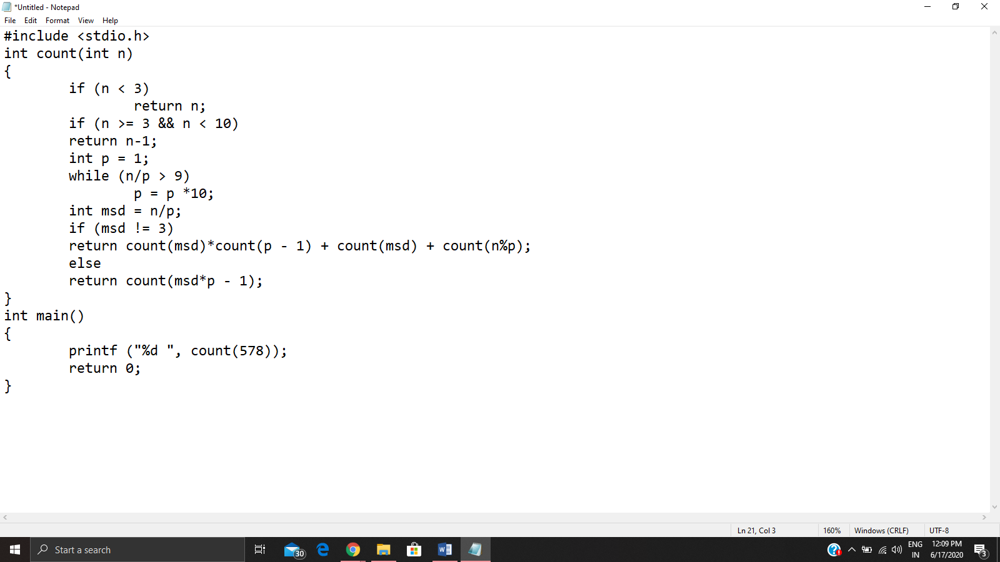 *Untitled - Notepad
File Edit Format View Help
#include <stdio.h>
int count(int n)
{
if (n < 3)
return n;
if (n >= 3 && n < 10)
return n-1;
int p = 1;
while (n/p > 9)
p = p *10;
int msd = n/p;
if (msd != 3)
return count(msd)*count(p - 1) + count(msd) + count(n%p);
else
return count(msd*p - 1);
}
int main()
{
printf ("%d ", count(578));
return 0;
}
Ln 21, Col 3 160% Windows (CRLF) UTF-8
Start a search 30 ENG 12:09 PM
IN 6/17/2020 3